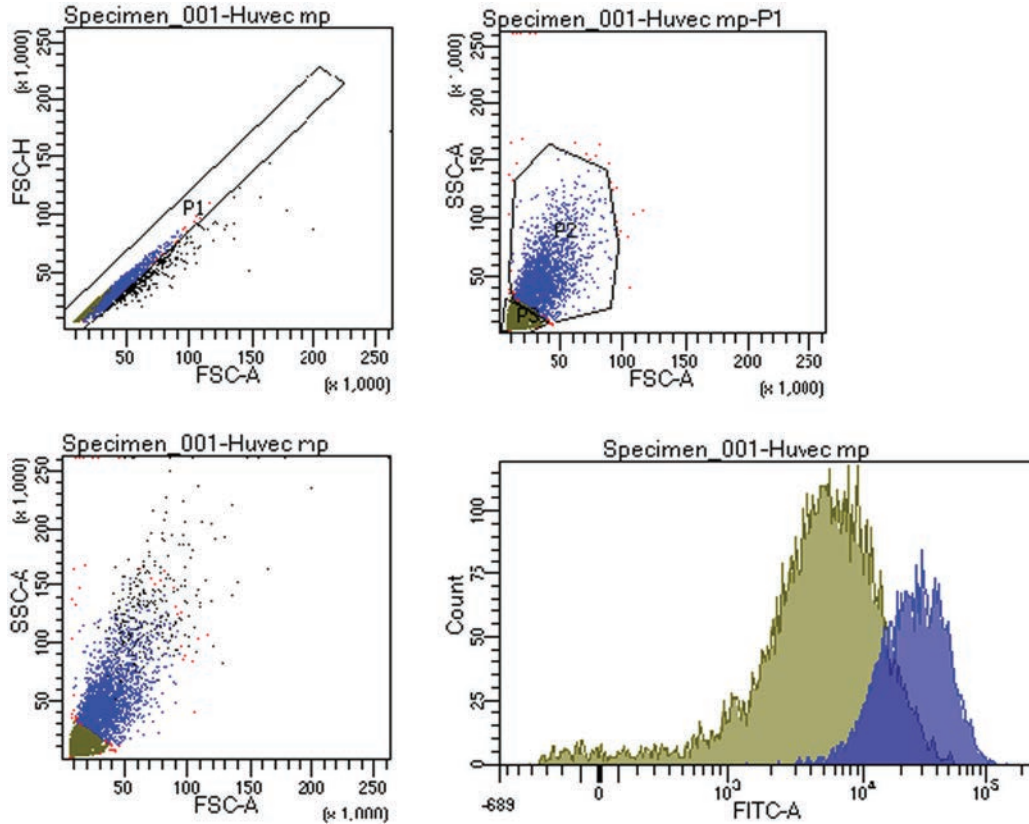 Specimen_001-Huvec mp
(x 1,000)
FSC-H
50 100 150 200 250
P1
50 100 150 200 250
FSC-A
(x 1,000)
Specimen_001-Huvec mp-P1
(x 1,000)
SSC-A
50 100 150 200 250
P2
P3
50 100 150 200 250
FSC-A
(x 1,000)
Specimen_001-Huvec mp
(x 1,000)
SSC-A
50 100 150 200 250
50 100 150 200 250
FSC-A
(x 1,000)
Specimen_001-Huvec mp
Count
0 25 50 75 100
-689 0 10³ 10⁴ 10⁵
FITC-A